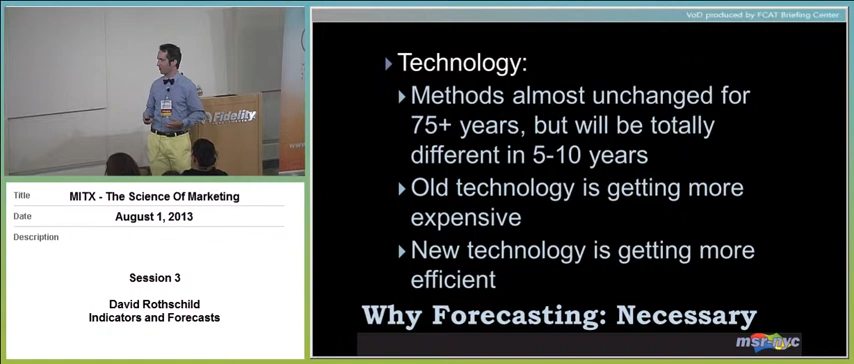 VoD produced by FCAT Briefing Center
Fidelity
Title MITX - The Science Of Marketing
Date August 1, 2013
Description
Session 3
David Rothschild
Indicators and Forecasts
Technology:
Methods almost unchanged for
75+ years, but will be totally
different in 5-10 years
Old technology is getting more
expensive
New technology is getting more
efficient
Why Forecasting: Necessary
msr-nyc